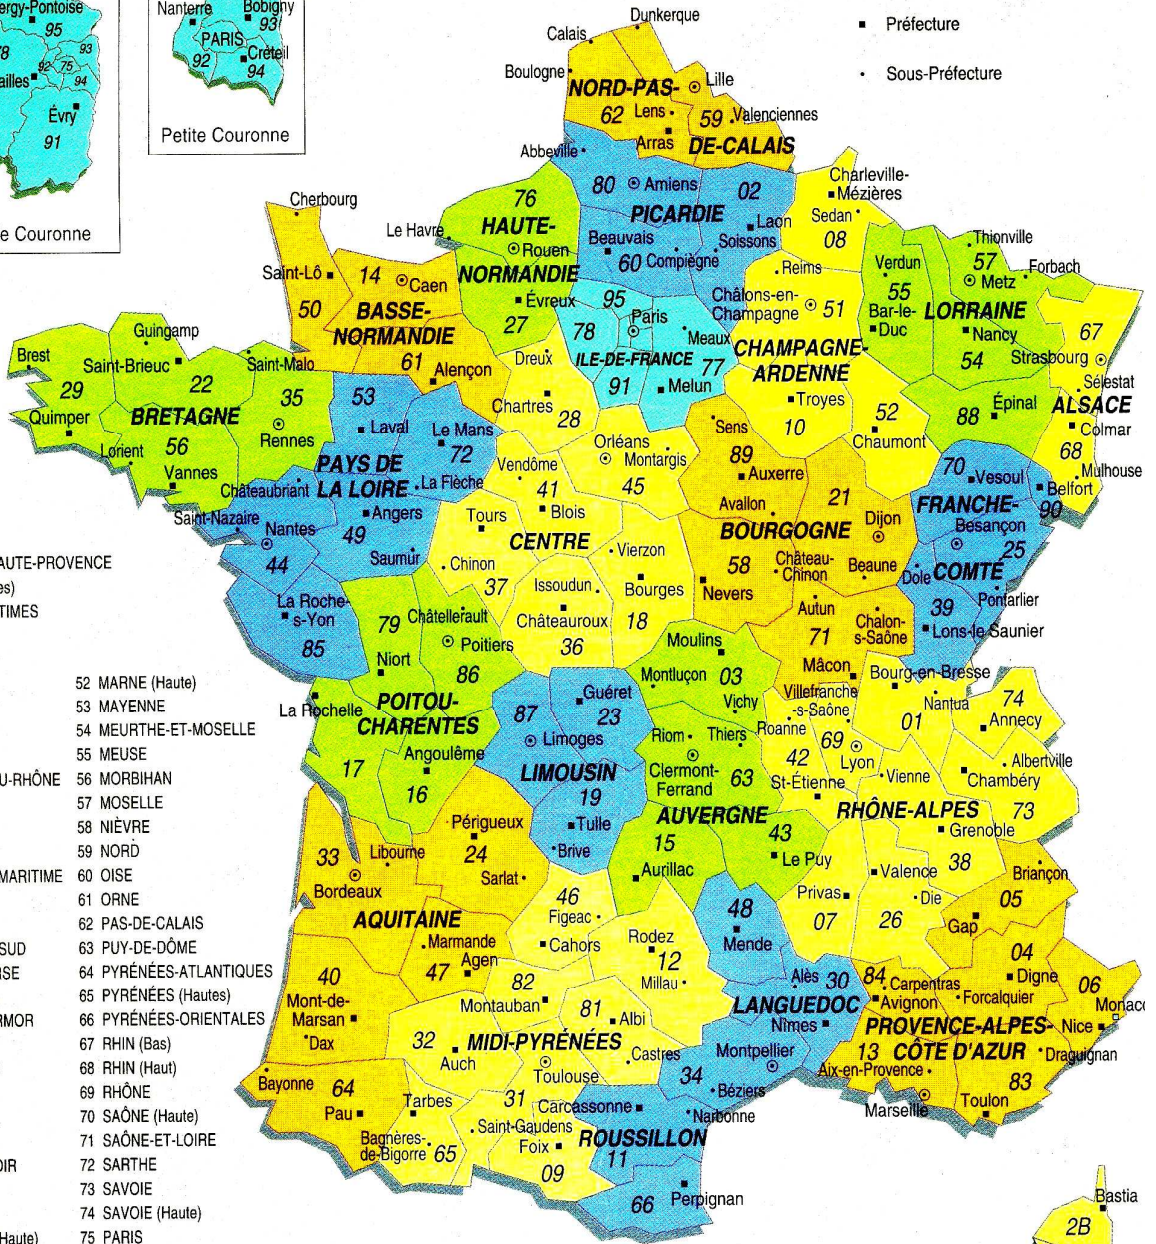 ergy-Pontoise
95
78
93
92
75
94
ailles
Évry
91
e Couronne
Nanterre
Bobigny
93
PARIS
Créteil
92
94
Petite Couronne
Préfecture
Sous-Préfecture
Dunkerque
Calais
Boulogne
Lille
NORD-PAS-
62
Lens
59
Valenciennes
Arras
DE-CALAIS
Abbeville
80
Amiens
02
PICARDIE
Laon
Beauvais
Soissons
60
Compiègne
Charleville-
Mézières
Sedan
08
Cherbourg
76
Le Havre
HAUTE-
Rouen
NORMANDIE
Évreux
27
Saint-Lô
14
Caen
50
BASSE-
NORMANDIE
61
Alençon
95
Paris
78
Meaux
ILE-DE-FRANCE
77
91
Melun
Reims
Châlons-en-
Champagne
51
CHAMPAGNE-
ARDENNE
Troyes
10
52
Chaumont
Thionville
Verdun
57
Forbach
55
Metz
Bar-le-
Duc
LORRAINE
Nancy
54
Épinal
88
67
Strasbourg
Sélestat
ALSACE
Colmar
68
Mulhouse
Guingamp
Brest
Saint-Brieuc
Saint-Malo
29
22
35
Quimper
BRETAGNE
Rennes
Lorient
56
Vannes
53
Laval
Le Mans
72
PAYS DE
LA LOIRE
La Flèche
Châteaubriant
Angers
Saint-Nazaire
Nantes
49
44
Saumur
La Roche-
s-Yon
85
Dreux
Chartres
28
Orléans
Montargis
Vendôme
45
41
Blois
Tours
CENTRE
Vierzon
Chinon
37
Issoudun
Bourges
Châteauroux
18
36
Sens
89
Auxerre
Avallon
21
BOURGOGNE
Dijon
58
Château-
Chinon
Beaune
Nevers
Autun
Chalon-
s-Saône
71
Mâcon
70
Vesoul
Belfort
90
FRANCHE-
Besançon
25
COMTÉ
Dole
Pontarlier
39
Lons-le Saunier
79
Châtellerault
Poitiers
Niort
86
La Rochelle
POITOU-
CHARENTES
Angoulême
17
16
87
Guéret
23
Limoges
LIMOUSIN
19
Tulle
Brive
Moulins
Montluçon
03
Vichy
Riom
Thiers
Clermont-
Ferrand
63
AUVERGNE
15
43
Aurillac
Le Puy
Bourg-en-Bresse
Villefranche
-s-Saône
Nantua
74
Roanne
01
Annecy
42
69
Lyon
Albertville
St-Étienne
Vienne
Chambéry
RHÔNE-ALPES
73
Grenoble
38
Valence
Privas
Die
07
26
Périgueux
24
33
Libourne
Bordeaux
Sarlat
AQUITAINE
Marmande
47
Agen
40
Mont-de-
Marsan
Dax
Bayonne
64
Pau
46
Figeac
Cahors
Rodez
12
Millau
82
Montauban
81
Albi
32
MIDI-PYRÉNÉES
Auch
Castres
Toulouse
Tarbes
31
Saint-Gaudens
Bagnères-
de-Bigorre
65
Foix
09
48
Mende
Alès
30
LANGUEDOC
Nîmes
Montpellier
34
Béziers
Carcassonne
Narbonne
ROUSSILLON
11
66
Perpignan
Briançon
05
Gap
04
84
Carpentras
Digne
06
Avignon
Forcalquier
Monaco
PROVENCE-ALPES-
Nice
13
CÔTE D'AZUR
Draguignan
Aix-en-Provence
83
Marseille
Toulon
Bastia
2B
AUTE-PROVENCE
es)
TIMES
U-RHÔNE
MARITIME
SUD
RSE
RMOR
OIR
Haute)
52 MARNE (Haute)
53 MAYENNE
54 MEURTHE-ET-MOSELLE
55 MEUSE
56 MORBIHAN
57 MOSELLE
58 NIÈVRE
59 NORD
60 OISE
61 ORNE
62 PAS-DE-CALAIS
63 PUY-DE-DÔME
64 PYRÉNÉES-ATLANTIQUES
65 PYRÉNÉES (Hautes)
66 PYRÉNÉES-ORIENTALES
67 RHIN (Bas)
68 RHIN (Haut)
69 RHÔNE
70 SAÔNE (Haute)
71 SAÔNE-ET-LOIRE
72 SARTHE
73 SAVOIE
74 SAVOIE (Haute)
75 PARIS